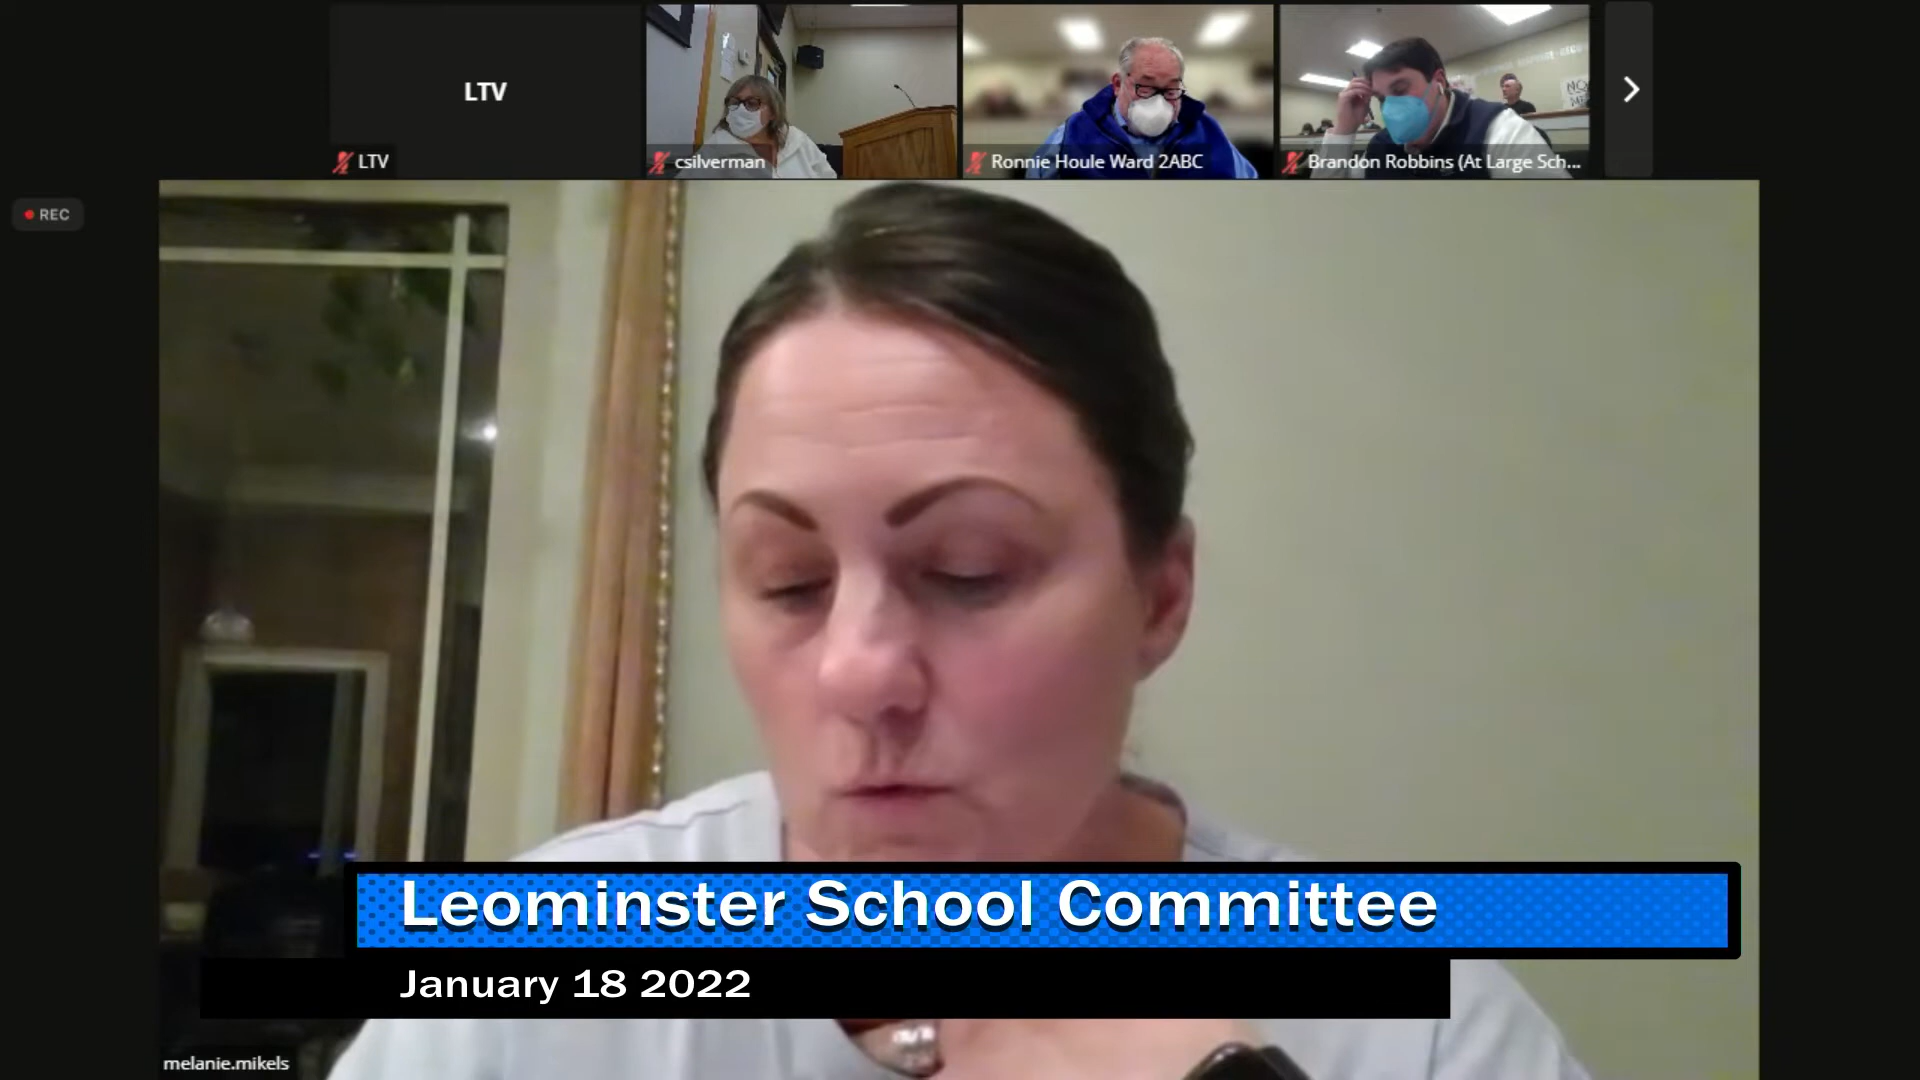 LTV
LTV
csilverman
Ronnie Houle Ward 2ABC
Brandon Robbins (At Large Sch...
REC
Leominster School Committee
January 18 2022
melanie.mikels